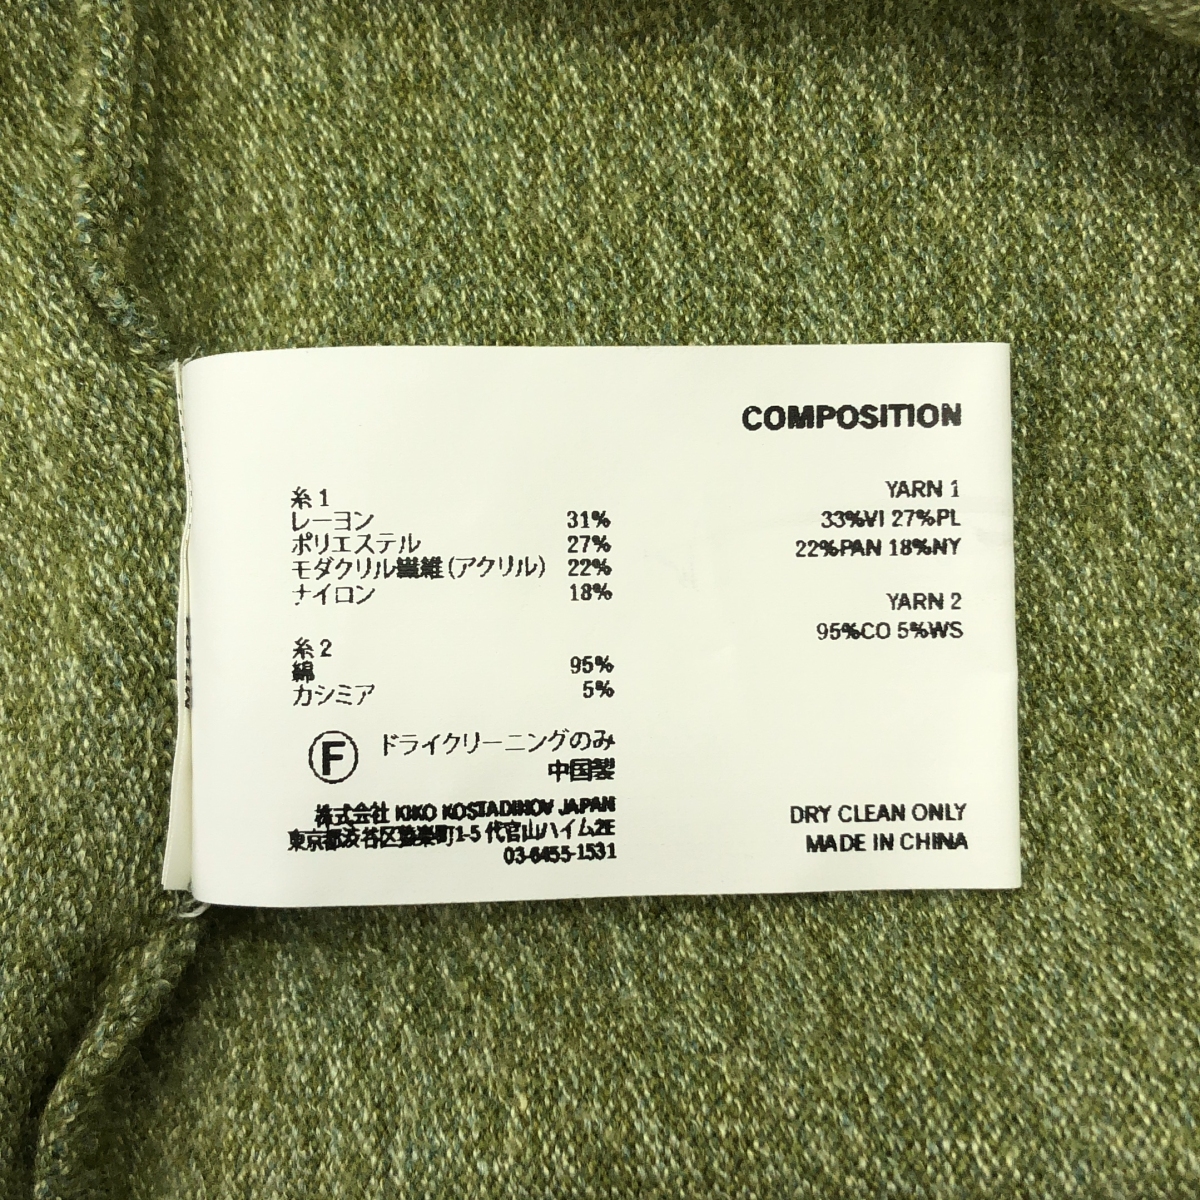 COMPOSITION
糸1
レーヨン 31%
ポリエステル 27%
モダクリル繊維(アクリル) 22%
ナイロン 18%
糸2
綿 95%
カシミア 5%
F ドライクリーニングのみ
中国製
株式会社 KIKO KOSTADINOV JAPAN
東京都渋谷区猿楽町1-5 代官山ハイム2E
03-6455-1531
YARN 1
33%VI 27%PL
22%PAN 18%NY
YARN 2
95%CO 5%WS
DRY CLEAN ONLY
MADE IN CHINA